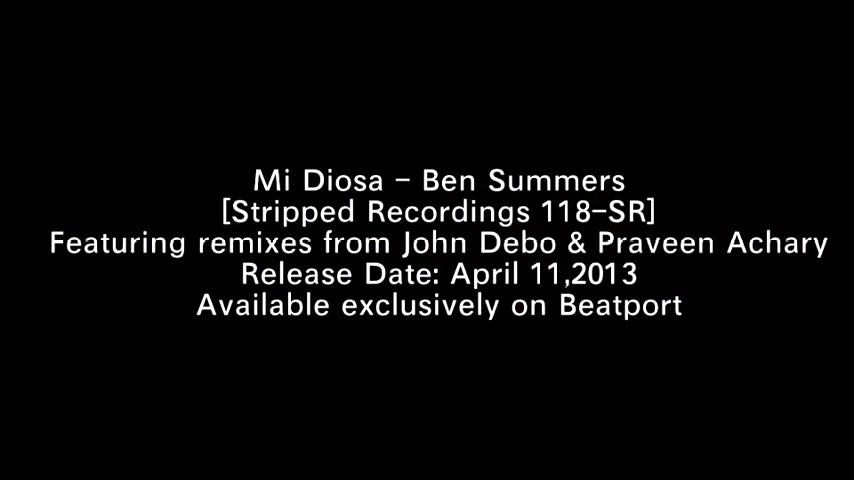 Mi Diosa - Ben Summers
[Stripped Recordings 118-SR]
Featuring remixes from John Debo & Praveen Achary
Release Date: April 11,2013
Available exclusively on Beatport